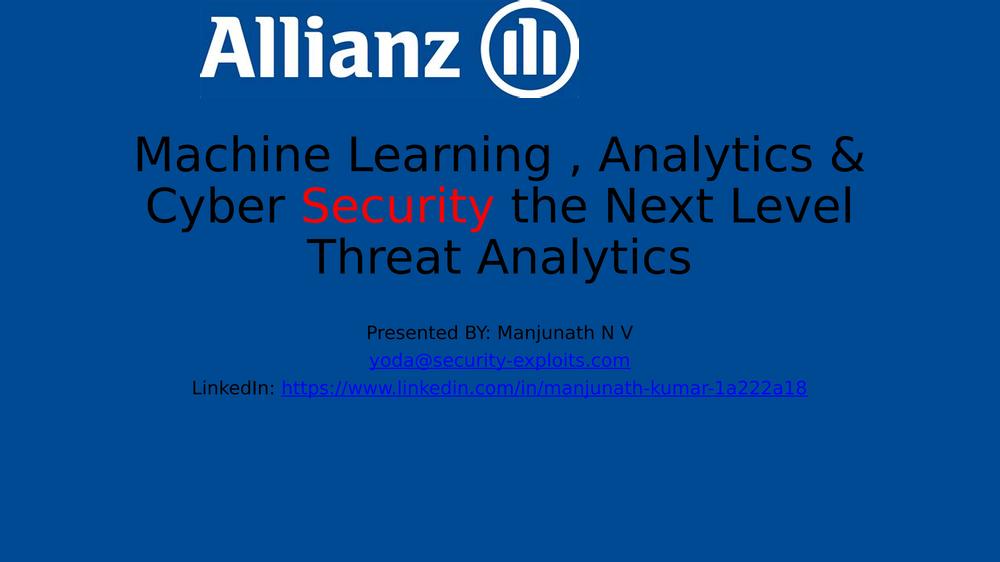 Allianz
Machine Learning , Analytics &
Cyber Security the Next Level
Threat Analytics
Presented BY: Manjunath N V
yoda@security-exploits.com
LinkedIn: https://www.linkedin.com/in/manjunath-kumar-1a222a18